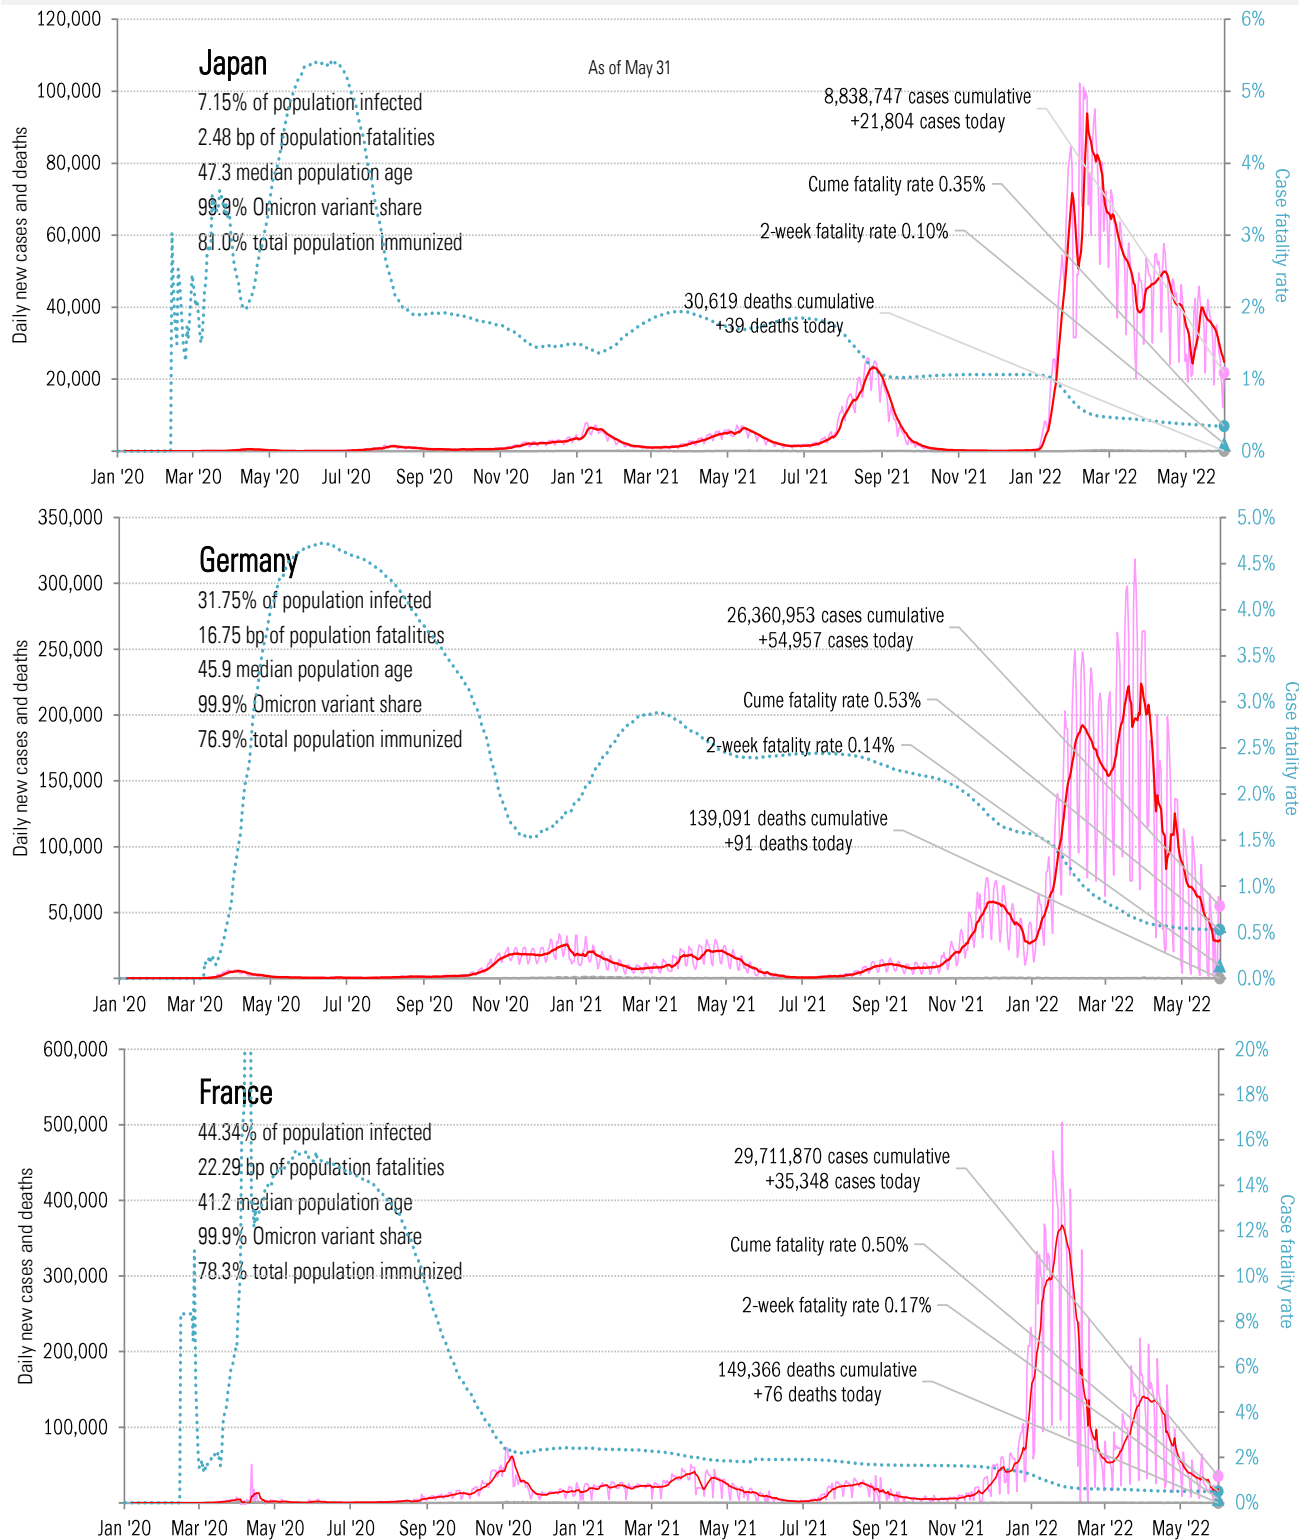 120,000
100,000
80,000
60,000
40,000
20,000
Daily new cases and deaths
Japan
7.15% of population infected
2.48 bp of population fatalities
47.3 median population age
99.9% Omicron variant share
81.0% total population immunized
As of May 31
8,838,747 cases cumulative
+21,804 cases today
Cume fatality rate 0.35%
2-week fatality rate 0.10%
30,619 deaths cumulative
+39 deaths today
6%
5%
4%
3%
2%
1%
0%
Case fatality rate
Jan '20 Mar '20 May '20 Jul '20 Sep '20 Nov '20 Jan '21 Mar '21 May '21 Jul '21 Sep '21 Nov '21 Jan '22 Mar '22 May '22
350,000
300,000
250,000
200,000
150,000
100,000
50,000
Daily new cases and deaths
Germany
31.75% of population infected
16.75 bp of population fatalities
45.9 median population age
99.9% Omicron variant share
76.9% total population immunized
26,360,953 cases cumulative
+54,957 cases today
Cume fatality rate 0.53%
2-week fatality rate 0.14%
139,091 deaths cumulative
+91 deaths today
5.0%
4.5%
4.0%
3.5%
3.0%
2.5%
2.0%
1.5%
1.0%
0.5%
0.0%
Case fatality rate
Jan '20 Mar '20 May '20 Jul '20 Sep '20 Nov '20 Jan '21 Mar '21 May '21 Jul '21 Sep '21 Nov '21 Jan '22 Mar '22 May '22
600,000
500,000
400,000
300,000
200,000
100,000
Daily new cases and deaths
France
44.34% of population infected
22.29 bp of population fatalities
41.2 median population age
99.9% Omicron variant share
78.3% total population immunized
29,711,870 cases cumulative
+35,348 cases today
Cume fatality rate 0.50%
2-week fatality rate 0.17%
149,366 deaths cumulative
+76 deaths today
20%
18%
16%
14%
12%
10%
8%
6%
4%
2%
0%
Case fatality rate
Jan '20 Mar '20 May '20 Jul '20 Sep '20 Nov '20 Jan '21 Mar '21 May '21 Jul '21 Sep '21 Nov '21 Jan '22 Mar '22 May '22